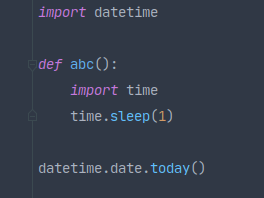 import datetime

def abc():
    import time
    time.sleep(1)

datetime.date.today()